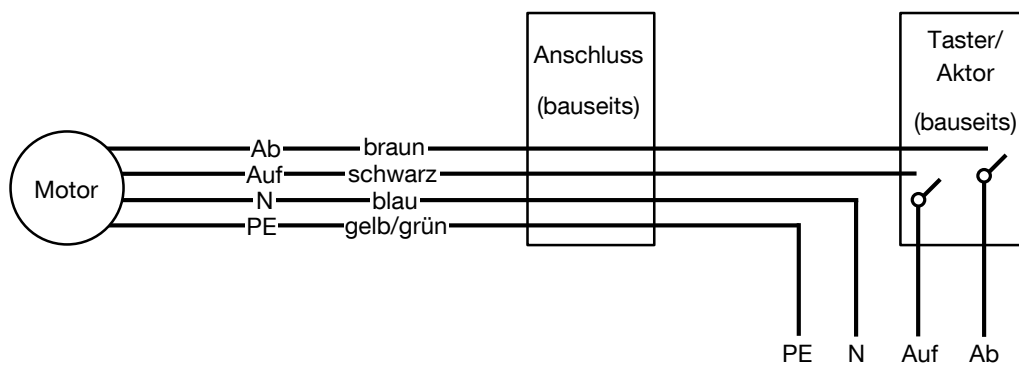 Anschluss
(bauseits)
Taster/
Aktor
(bauseits)
Motor
Ab braun
Auf schwarz
N blau
PE gelb/grün
PE N Auf Ab